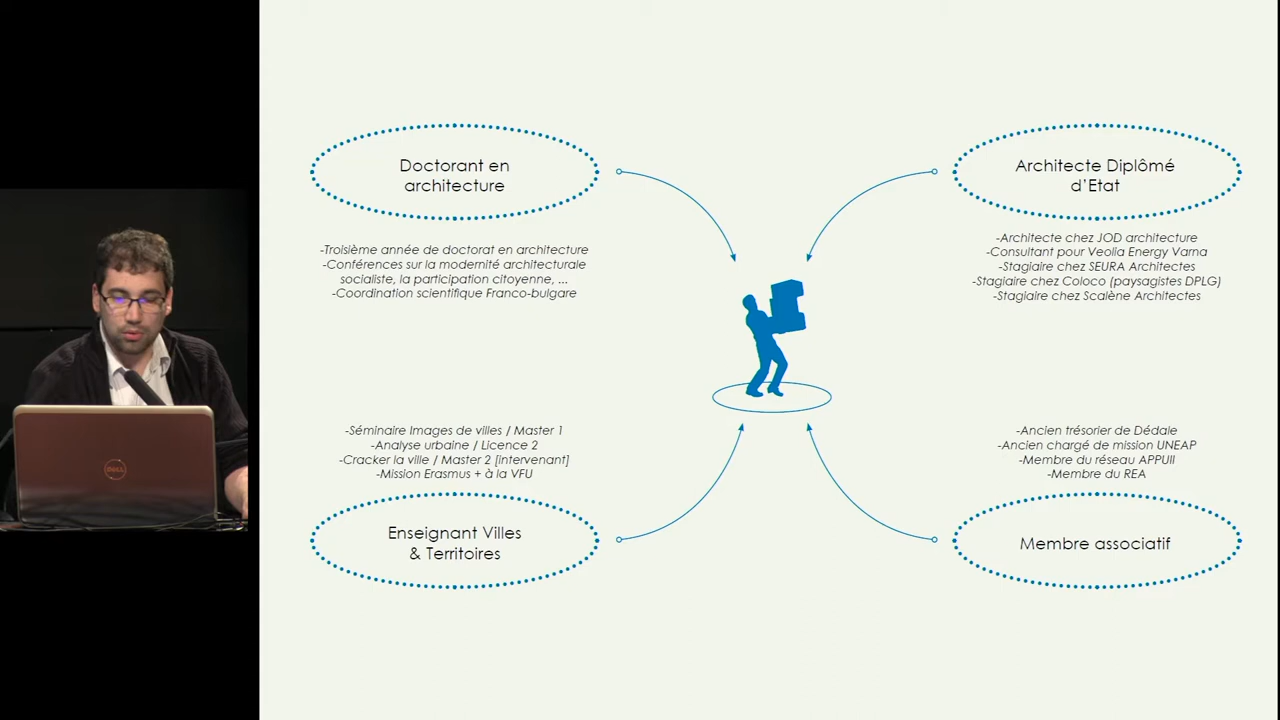 Doctorant en
architecture
-Troisième année de doctorat en architecture
-Conférences sur la modernité architecturale
socialiste, la participation citoyenne, ...
-Coordination scientifique Franco-bulgare
Architecte Diplômé
d'Etat
-Architecte chez JOD architecture
-Consultant pour Veolia Energy Varna
-Stagiaire chez SEURA Architectes
-Stagiaire chez Coloco (paysagistes DPLG)
-Stagiaire chez Scalène Architectes
-Séminaire Images de villes / Master 1
-Analyse urbaine / Licence 2
-Cracker la ville / Master 2 [intervenant]
-Mission Erasmus + à la VFU
Enseignant Villes
& Territoires
-Ancien trésorier de Dédale
-Ancien chargé de mission UNEAP
-Membre du réseau APPUII
-Membre du REA
Membre associatif
DELL